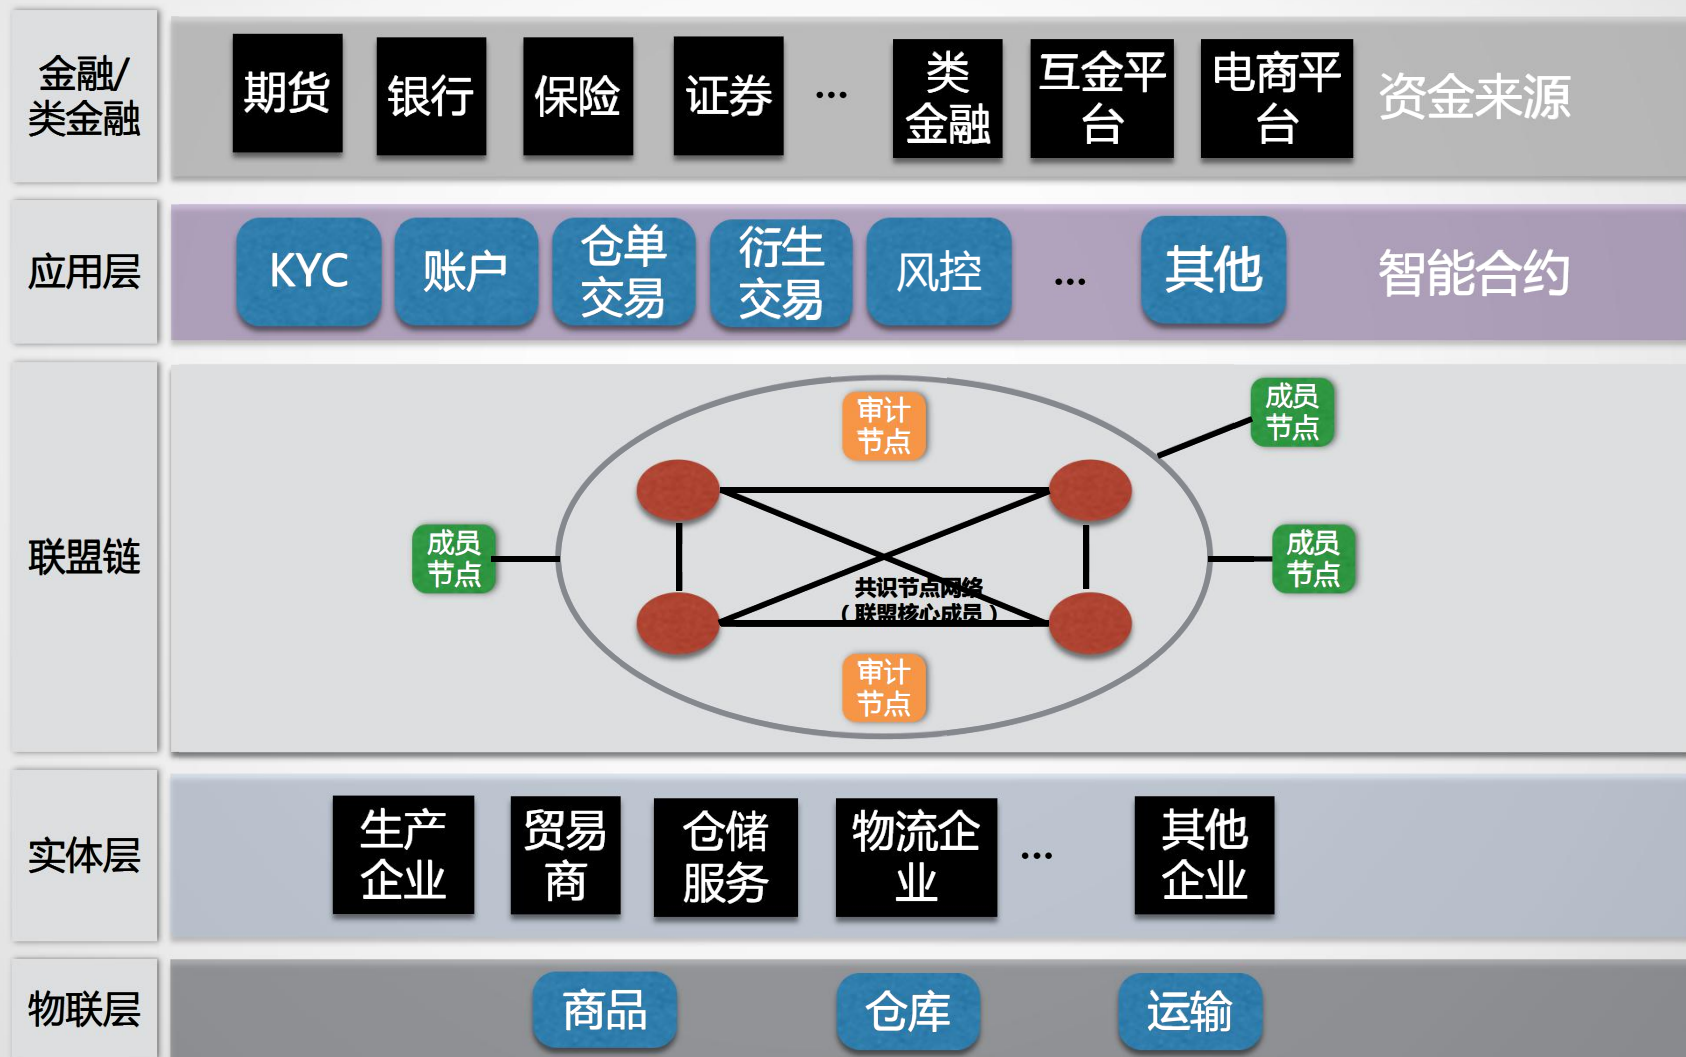 金融/
类金融
期货
银行
保险
证券
...
类
金融
互金平
台
电商平
台
资金来源
应用层
KYC
账户
仓单
交易
衍生
交易
风控
...
其他
智能合约
联盟链
审计
节点
成员
节点
成员
节点
成员
节点
共识节点网络
（联盟核心成员）
审计
节点
实体层
生产
企业
贸易
商
仓储
服务
物流企
业
...
其他
企业
物联层
商品
仓库
运输